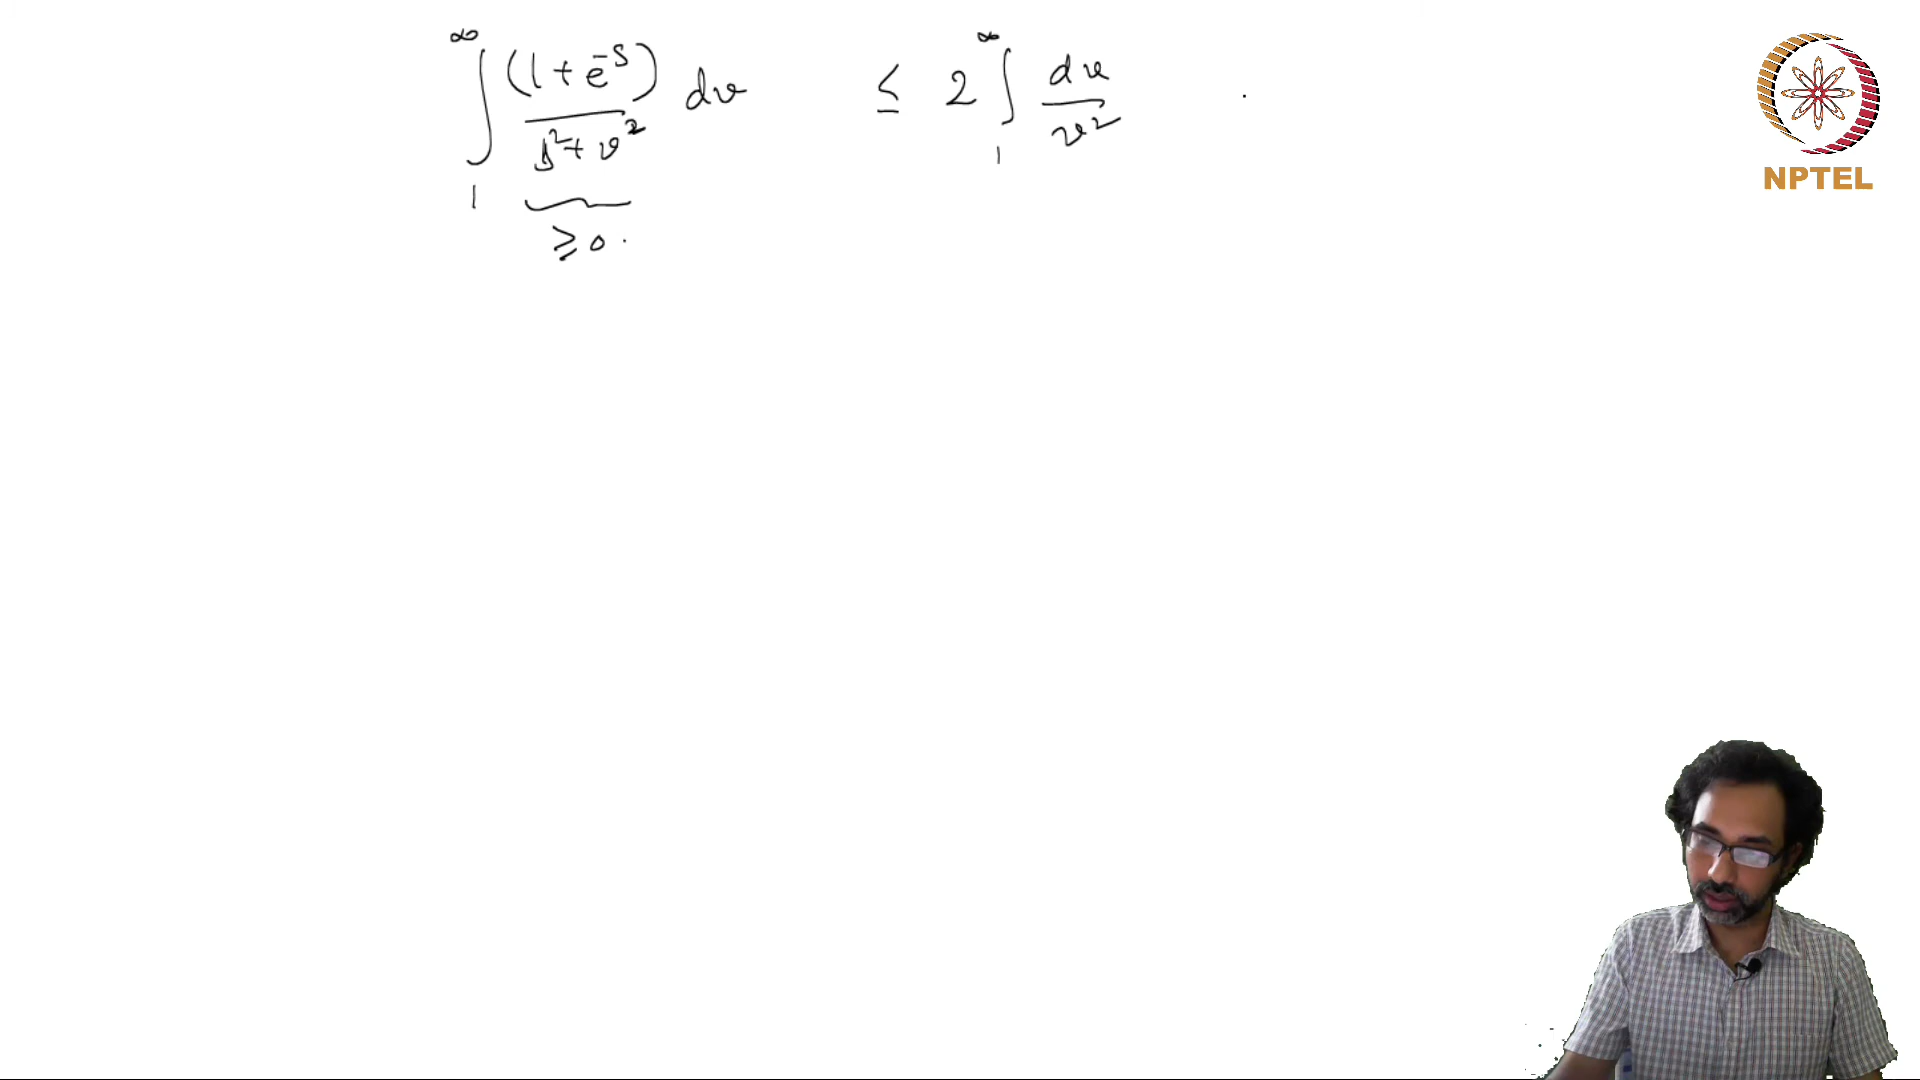 ∫₁^∞ (1 + e^{-s}) / (s² + v²) dv ≤ 2 ∫₁^∞ dv / v² .
≥ 0 .
NPTEL